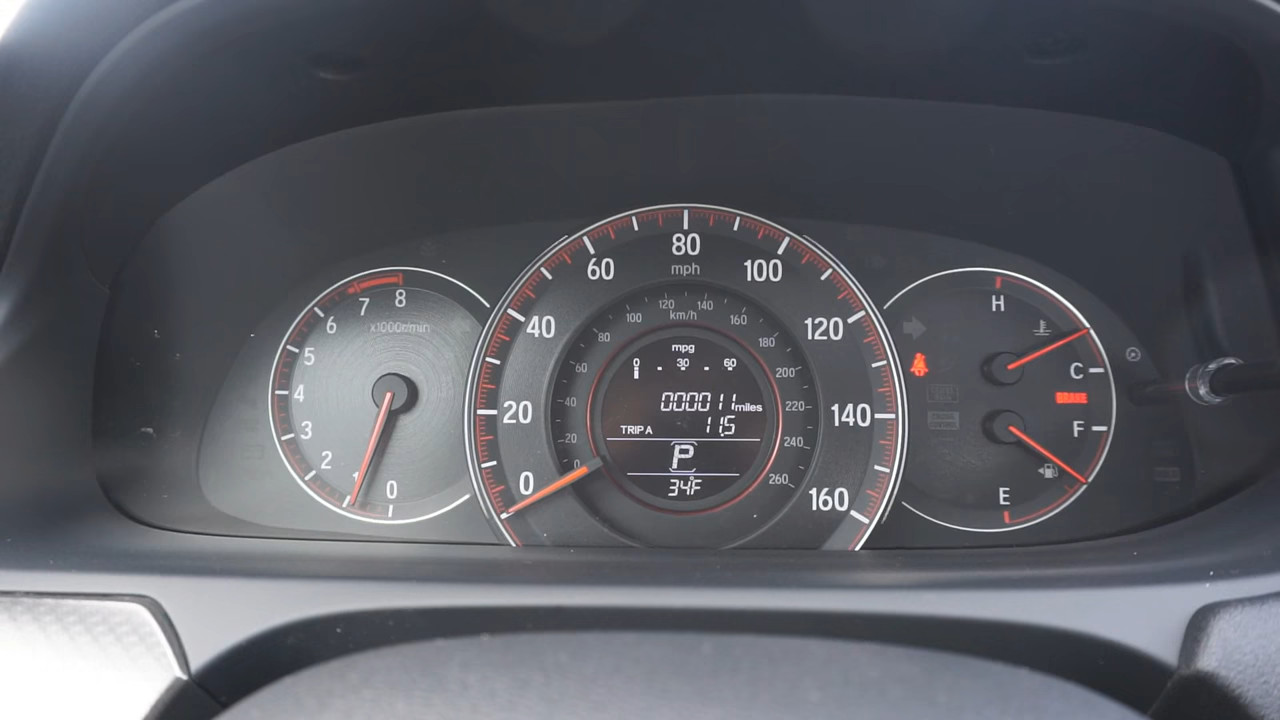 8
7
6
x1000r/min
5
4
3
2
1
0
80
60
100
mph
40
120
20
140
0
160
120 140
100 km/h 160
80
180
60
200
40
220
20
240
0
260
mpg
0 30 60
000011 miles
TRIP A 11.5
P
34°F
H
C
BRAKE
F
E